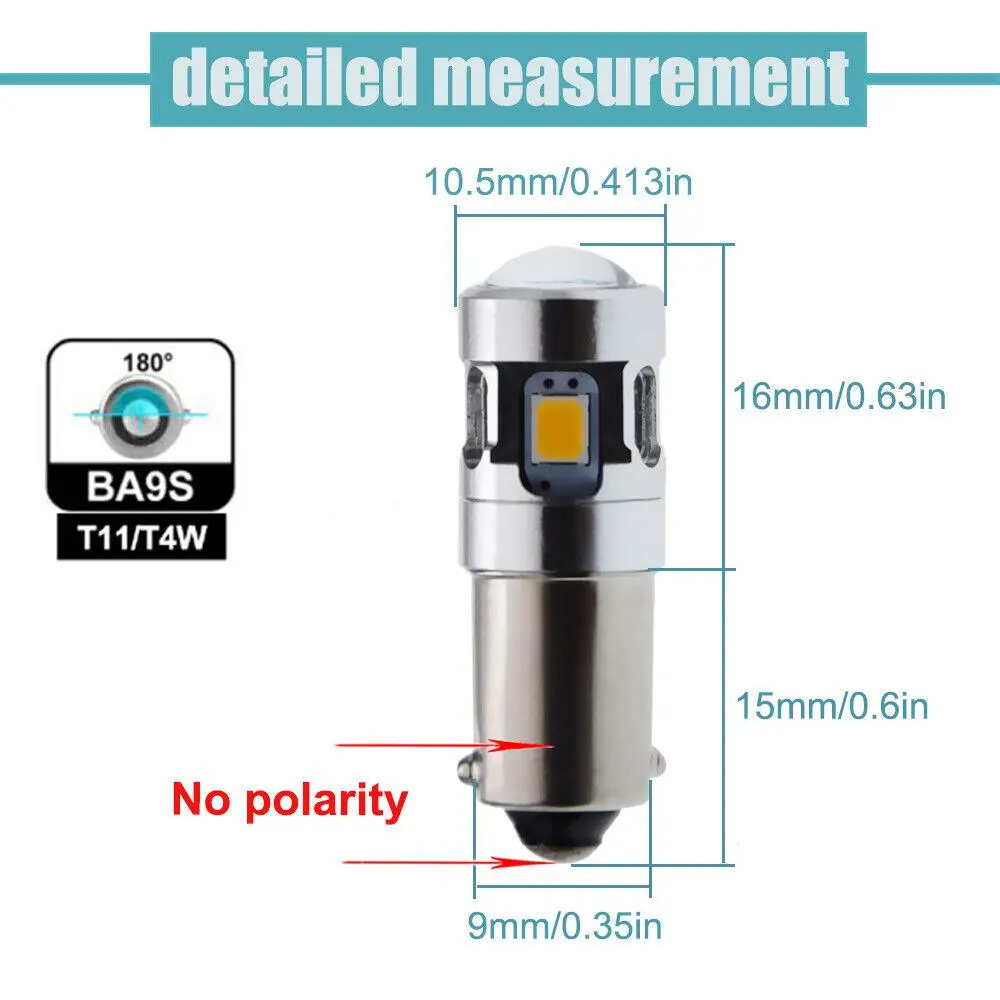 detailed measurement
10.5mm/0.413in
180°
16mm/0.63in
BA9S
T11/T4W
15mm/0.6in
No polarity
9mm/0.35in